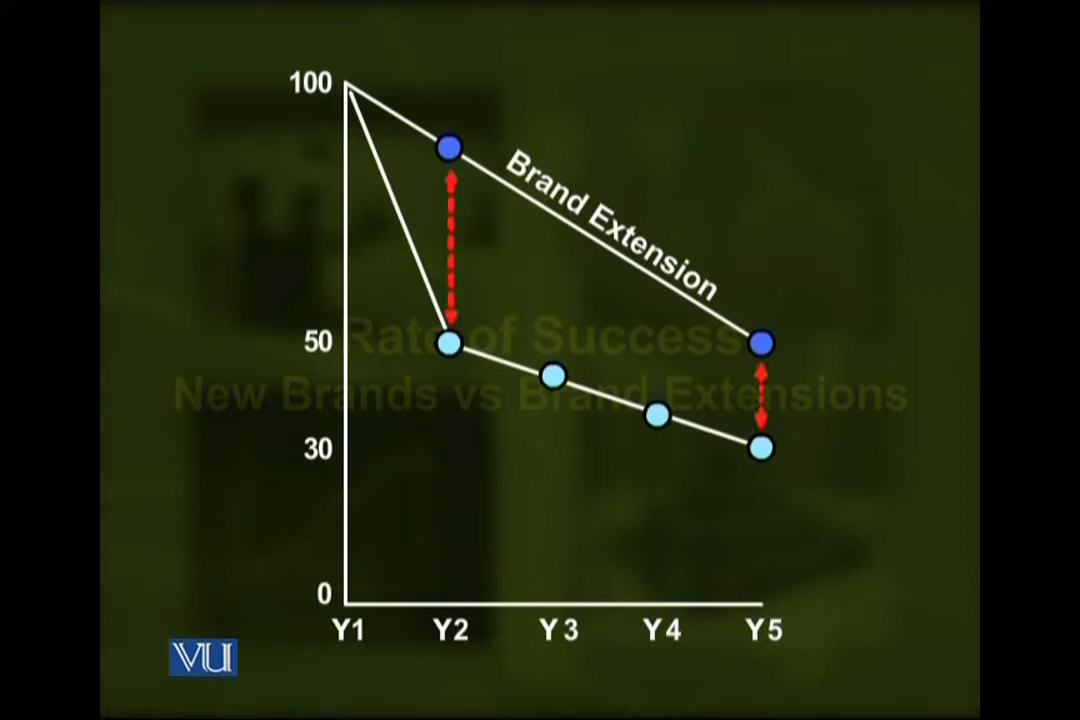 100
Brand Extension
50
Rate of Success
New Brands vs Brand Extensions
30
0
Y1 Y2 Y3 Y4 Y5
VU